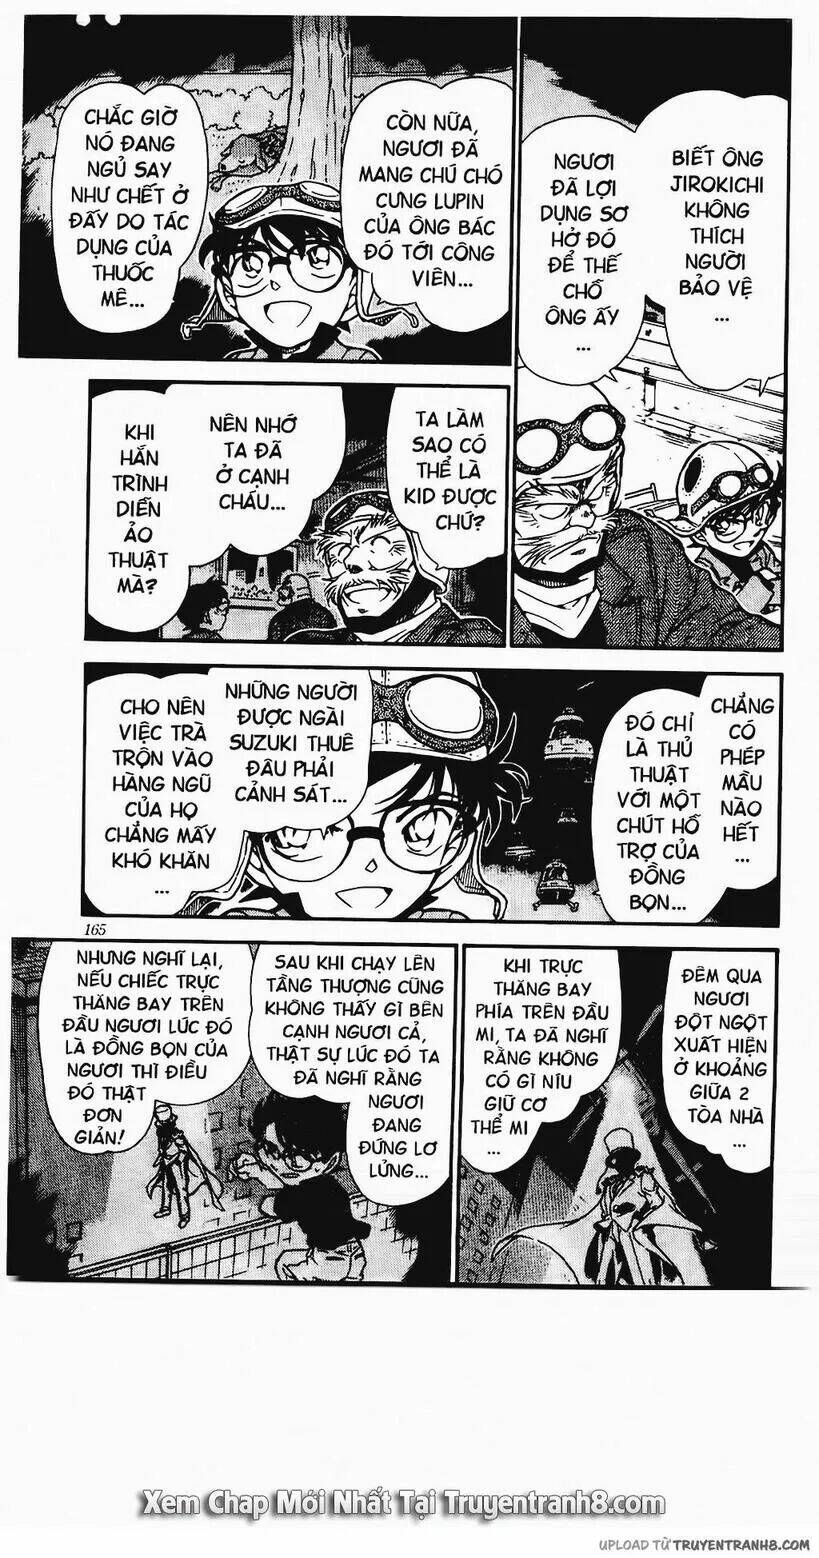 BIẾT ÔNG
JIROKICHI
KHÔNG
THÍCH
NGƯỜI
BẢO VỆ
...
NGƯƠI
ĐÃ LỢI
DỤNG SƠ
HỞ ĐÓ
ĐỂ THẾ
CHỖ
ÔNG ẤY
...
CÒN NỮA,
NGƯƠI ĐÃ
MANG CHÚ CHÓ
CƯNG LUPIN
CỦA ÔNG BÁC
ĐÓ TỚI CÔNG
VIÊN...
CHẮC GIỜ
NÓ ĐANG
NGỦ SAY
NHƯ CHẾT Ở
ĐẤY DO TÁC
DỤNG CỦA
THUỐC
MÊ...
TA LÀM
SAO CÓ
THỂ LÀ
KID ĐƯỢC
CHỨ?
NÊN NHỚ
TA ĐÃ
Ở CẠNH
CHÁU...
KHI
HẮN
TRÌNH
DIỄN
ẢO
THUẬT
MÀ?
CHẲNG
CÓ
PHÉP
MẦU
NÀO
HẾT
...
ĐÓ CHỈ
LÀ THỦ
THUẬT
VỚI MỘT
CHÚT HỖ
TRỢ CỦA
ĐỒNG
BỌN...
NHỮNG NGƯỜI
ĐƯỢC NGÀI
SUZUKI THUÊ
ĐÂU PHẢI
CẢNH SÁT...
CHO NÊN
VIỆC TRÀ
TRỘN VÀO
HÀNG NGŨ
CỦA HỌ
CHẲNG MẤY
KHÓ KHĂN
...
165
ĐÊM QUA
NGƯƠI
ĐỘT NGỘT
XUẤT HIỆN
Ở KHOẢNG
GIỮA 2
TÒA NHÀ
...
KHI TRỰC
THĂNG BAY
PHÍA TRÊN ĐẦU
MI, TA ĐÃ NGHĨ
RẰNG KHÔNG
CÓ GÌ NÍU
GIỮ CƠ
THỂ MI
...
SAU KHI CHẠY LÊN
TẦNG THƯỢNG CŨNG
KHÔNG THẤY GÌ BÊN
CẠNH NGƯƠI CẢ,
THẬT SỰ LÚC ĐÓ TA
ĐÃ NGHĨ RẰNG
NGƯƠI
ĐANG
ĐỨNG LƠ
LỬNG...
NHƯNG NGHĨ LẠI,
NẾU CHIẾC TRỰC
THĂNG BAY TRÊN
ĐẦU NGƯƠI LÚC ĐÓ
LÀ ĐỒNG BỌN CỦA
NGƯƠI THÌ ĐIỀU
ĐÓ THẬT
ĐƠN
GIẢN!
Xem Chap Mới Nhất Tại Truyentranh8.com
UPLOAD TỪ TRUYENTRANH8.COM